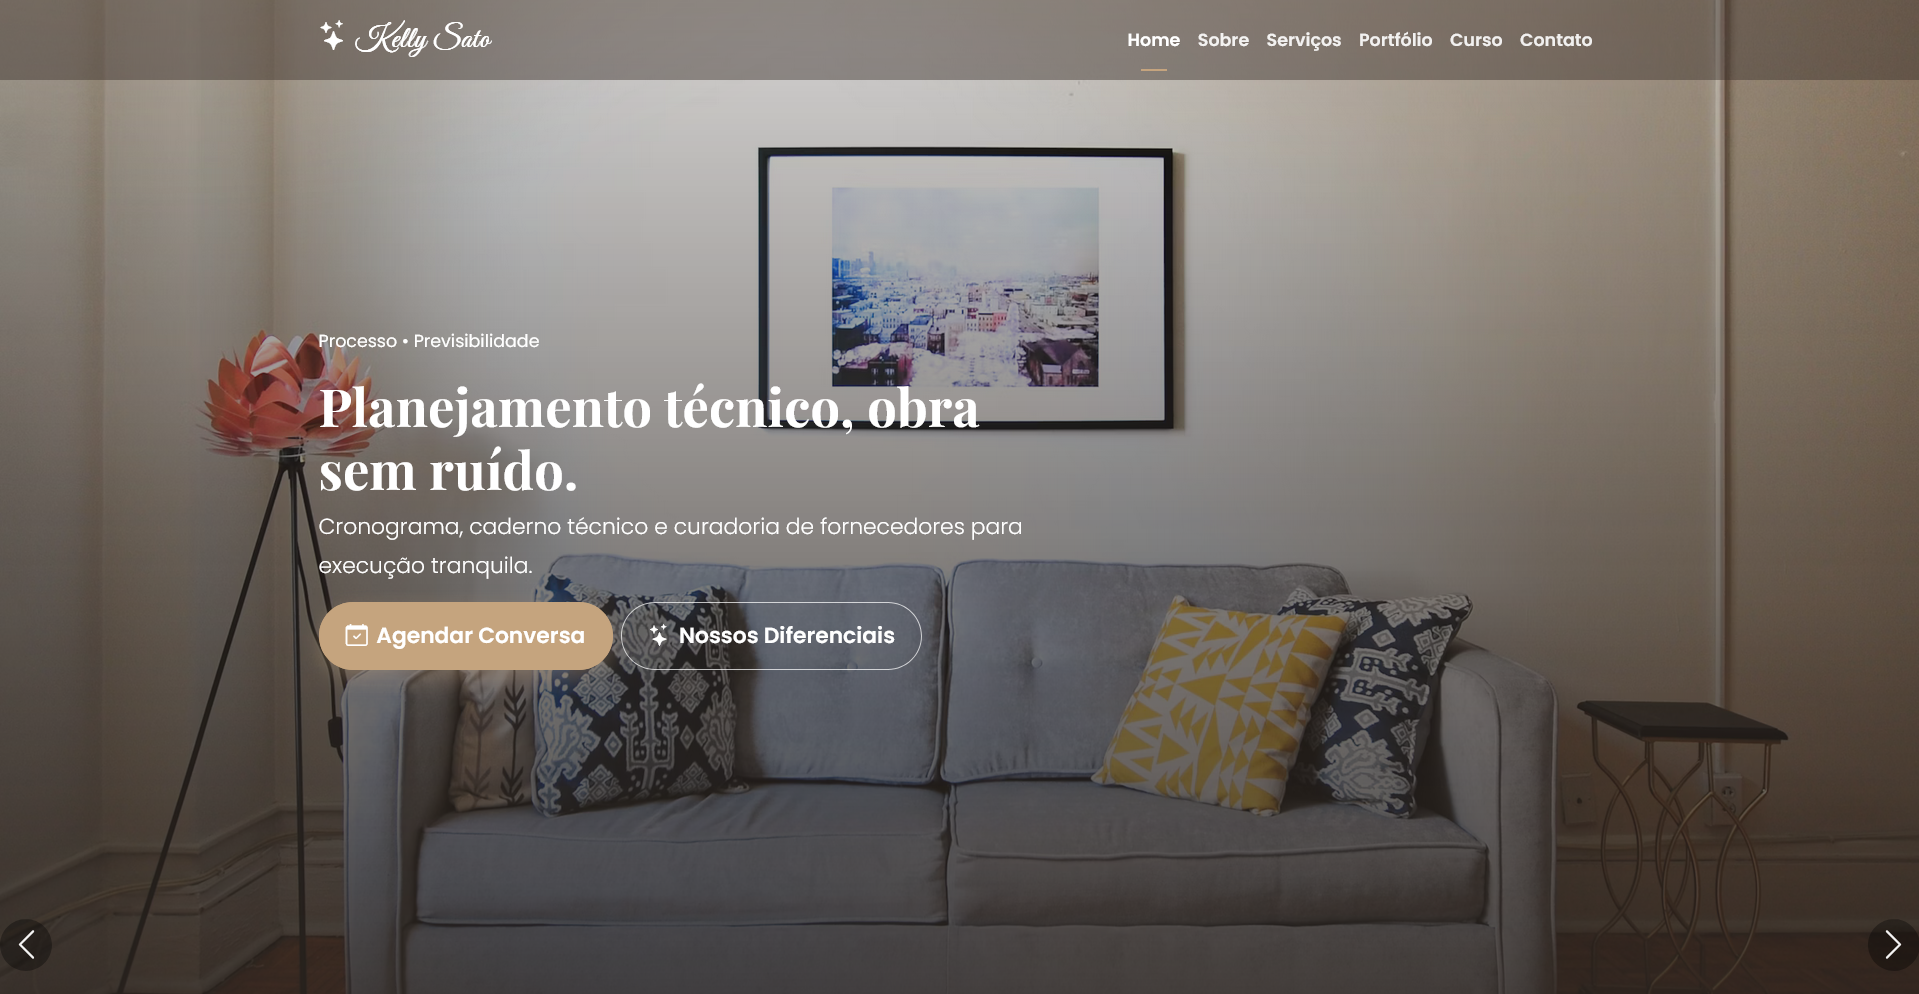 Kelly Sato
Home Sobre Serviços Portfólio Curso Contato
Processo • Previsibilidade
Planejamento técnico, obra
sem ruído.
Cronograma, caderno técnico e curadoria de fornecedores para
execução tranquila.
Agendar Conversa
Nossos Diferenciais